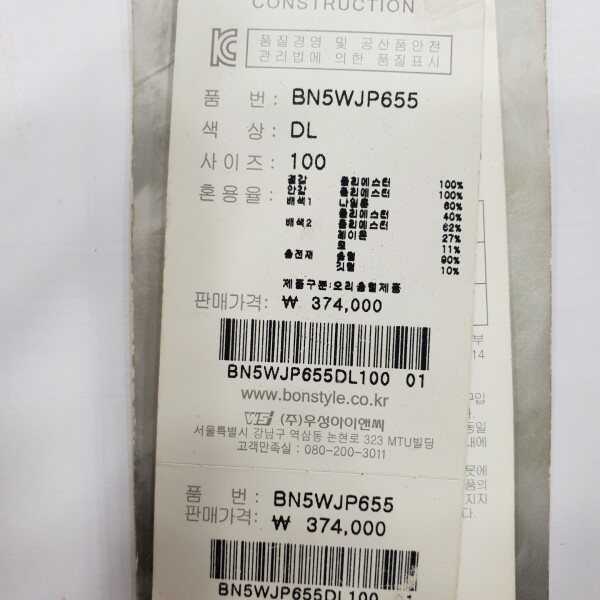 CONSTRUCTION
품질경영 및 공산품안전
관리법에 의한 품질표시
품 번: BN5WJP655
색 상: DL
사이즈: 100
혼용율:
겉감 폴리에스터 100%
안감 폴리에스터 100%
배색1 나일론 60%
폴리에스터 40%
배색2 폴리에스터 62%
레이온 27%
모 11%
충전재 솜털 90%
깃털 10%
제품구분:오리솜털제품
판매가격: ₩ 374,000
BN5WJP655DL100 01
www.bonstyle.co.kr
WSI (주)우성아이앤씨
서울특별시 강남구 역삼동 논현로 323 MTU빌딩
고객만족실 : 080-200-3011
품 번: BN5WJP655
판매가격: ₩ 374,000
BN5WJP655DL100 01